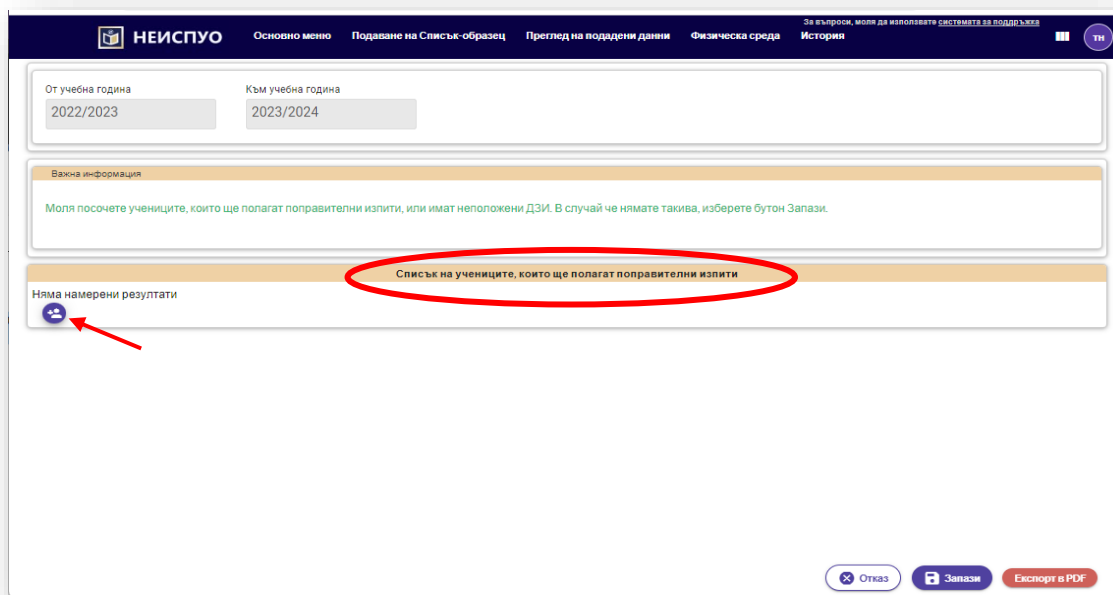 За въпроси, моля да използвате системата за поддръжка
НЕИСПУО
Основно меню Подаване на Списък-образец Преглед на подадени данни Физическа среда История
ТН
От учебна година Към учебна година
2022/2023 2023/2024
Важна информация
Моля посочете учениците, които ще полагат поправителни изпити, или имат неположени ДЗИ. В случай че нямате такива, изберете бутон Запази.
Списък на учениците, които ще полагат поправителни изпити
Няма намерени резултати
Отказ Запази Експорт в PDF